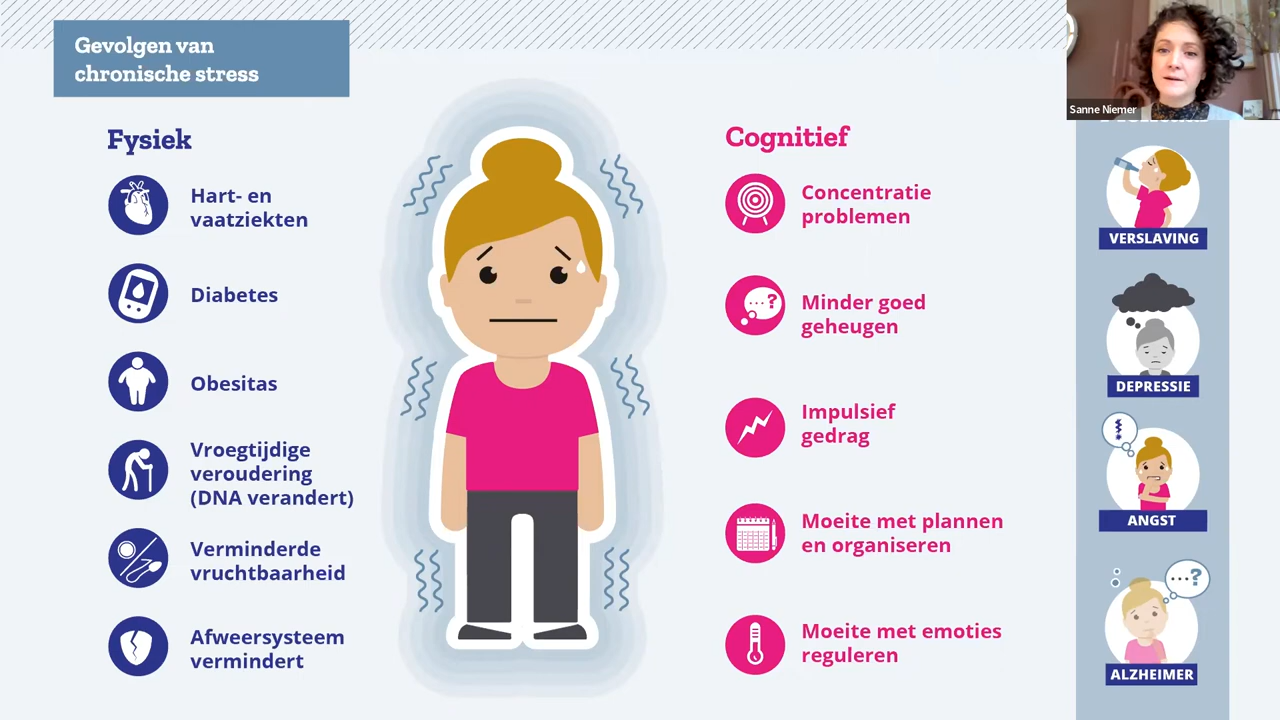 Gevolgen van
chronische stress
Sanne Niemer
Fysiek
Hart- en
vaatziekten
Diabetes
Obesitas
Vroegtijdige
veroudering
(DNA verandert)
Verminderde
vruchtbaarheid
Afweersysteem
vermindert
Cognitief
Concentratie
problemen
...?
Minder goed
geheugen
Impulsief
gedrag
Moeite met plannen
en organiseren
Moeite met emoties
reguleren
VERSLAVING
DEPRESSIE
ANGST
...?
ALZHEIMER